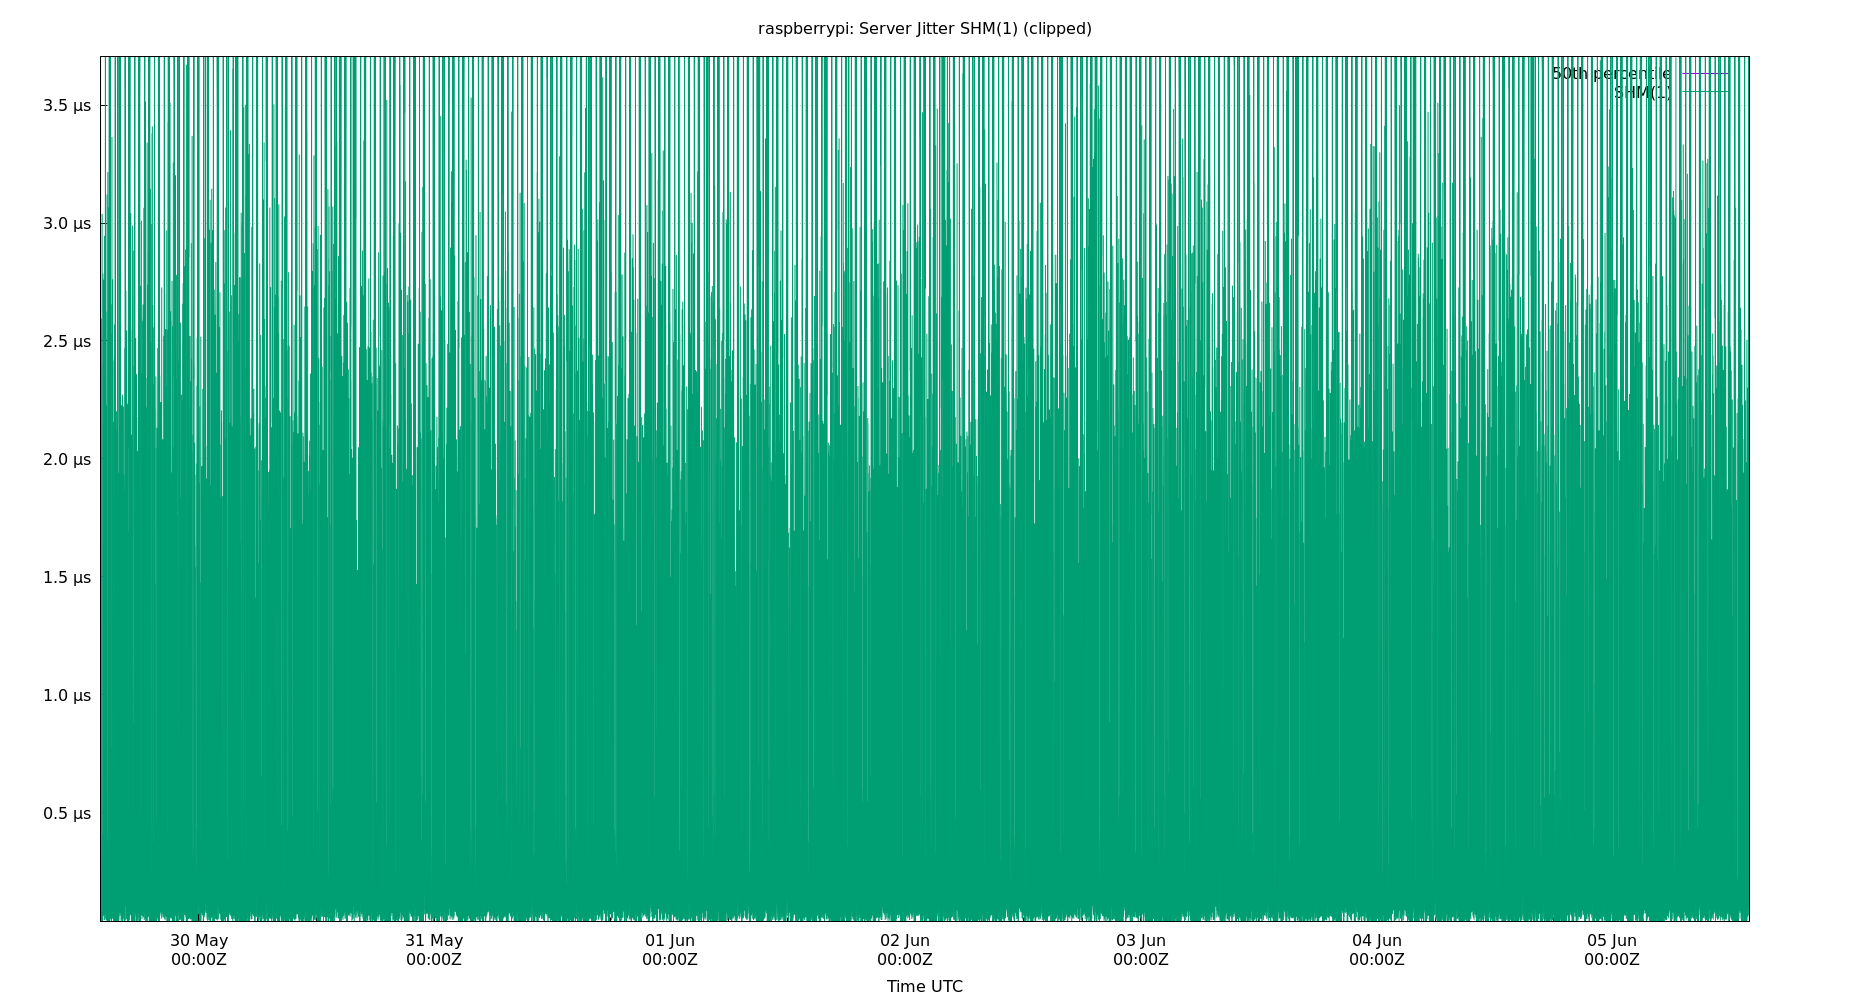 raspberrypi: Server Jitter SHM(1) (clipped)
50th percentile
SHM(1)
3.5 µs
3.0 µs
2.5 µs
2.0 µs
1.5 µs
1.0 µs
0.5 µs
30 May 31 May 01 Jun 02 Jun 03 Jun 04 Jun 05 Jun
00:00Z 00:00Z 00:00Z 00:00Z 00:00Z 00:00Z 00:00Z
Time UTC